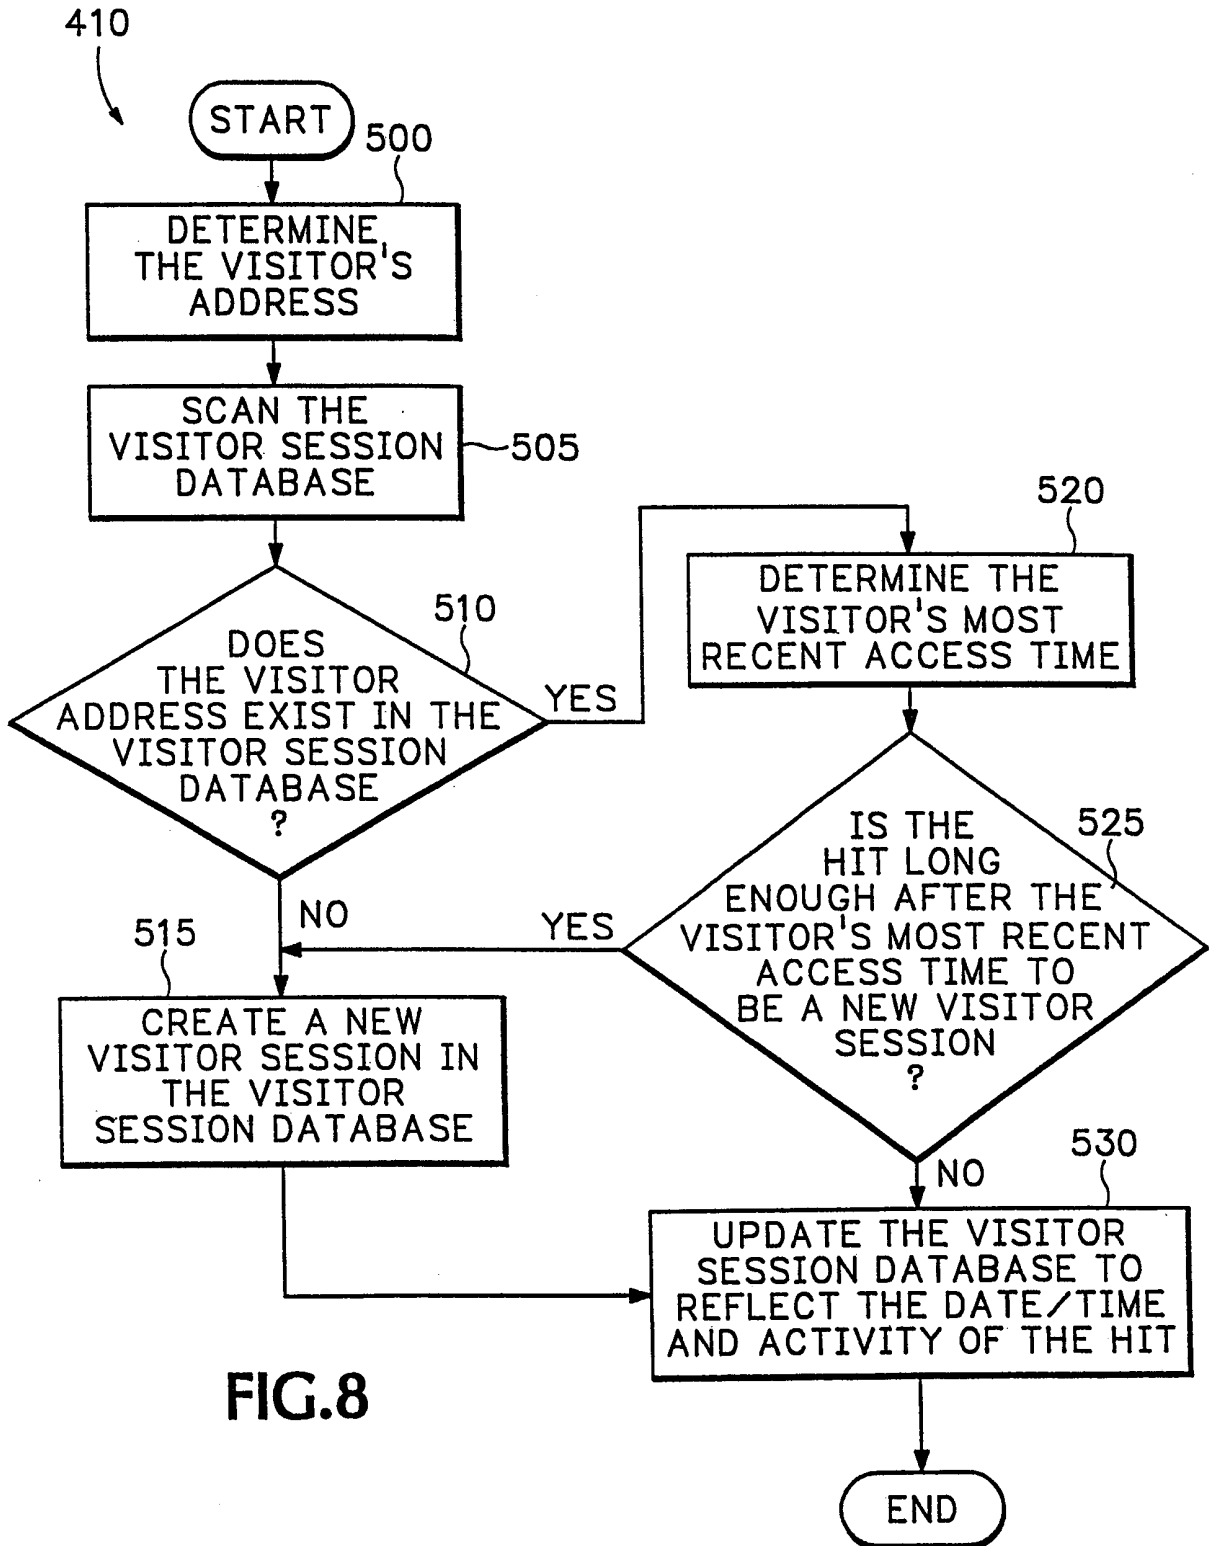 410
START
500
DETERMINE
THE VISITOR'S
ADDRESS
SCAN THE
VISITOR SESSION
DATABASE
505
510
DOES
THE VISITOR
ADDRESS EXIST IN THE
VISITOR SESSION
DATABASE
?
YES
NO
520
DETERMINE THE
VISITOR'S MOST
RECENT ACCESS TIME
525
IS THE
HIT LONG
ENOUGH AFTER THE
VISITOR'S MOST RECENT
ACCESS TIME TO
BE A NEW VISITOR
SESSION
?
YES
NO
515
CREATE A NEW
VISITOR SESSION IN
THE VISITOR
SESSION DATABASE
530
UPDATE THE VISITOR
SESSION DATABASE TO
REFLECT THE DATE/TIME
AND ACTIVITY OF THE HIT
FIG.8
END